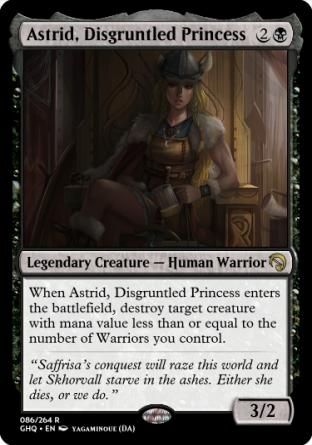 Astrid, Disgruntled Princess 2
Legendary Creature — Human Warrior
When Astrid, Disgruntled Princess enters
the battlefield, destroy target creature
with mana value less than or equal to the
number of Warriors you control.
“Saffrisa’s conquest will raze this world and
let Skhorvall starve in the ashes. Either she
dies, or we do.”
3/2
086/264 R
GHQ • EN YAGAMINOUE (DA)